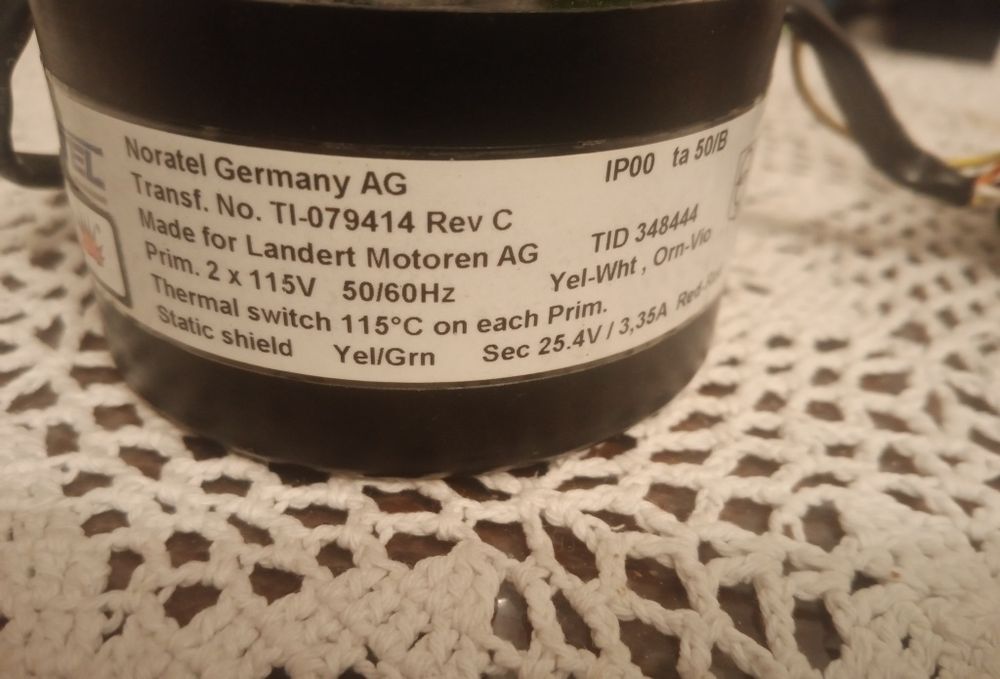 Noratel Germany AG IP00 ta 50/B
Transf. No. TI-079414 Rev C
Made for Landert Motoren AG TID 348444
Prim. 2 x 115V 50/60Hz Yel-Wht , Orn-Vio
Thermal switch 115°C on each Prim.
Static shield Yel/Grn Sec 25.4V / 3,35A